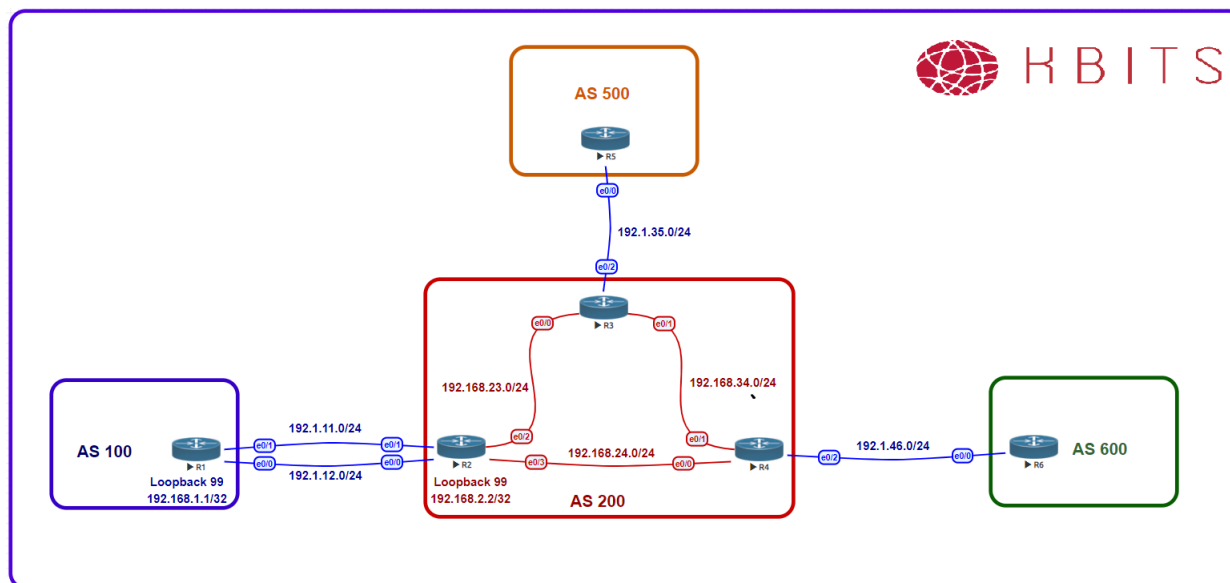 KBITS
AS 500
R5
e0/0
192.1.35.0/24
e0/2
R3
e0/0
e0/1
192.168.23.0/24
192.168.34.0/24
AS 100
R1
Loopback 99
192.168.1.1/32
e0/1
192.1.11.0/24
e0/1
e0/0
192.1.12.0/24
e0/0
e0/2
R2
e0/3
Loopback 99
192.168.2.2/32
192.168.24.0/24
AS 200
e0/1
e0/0
R4
e0/2
192.1.46.0/24
e0/0
R6
AS 600